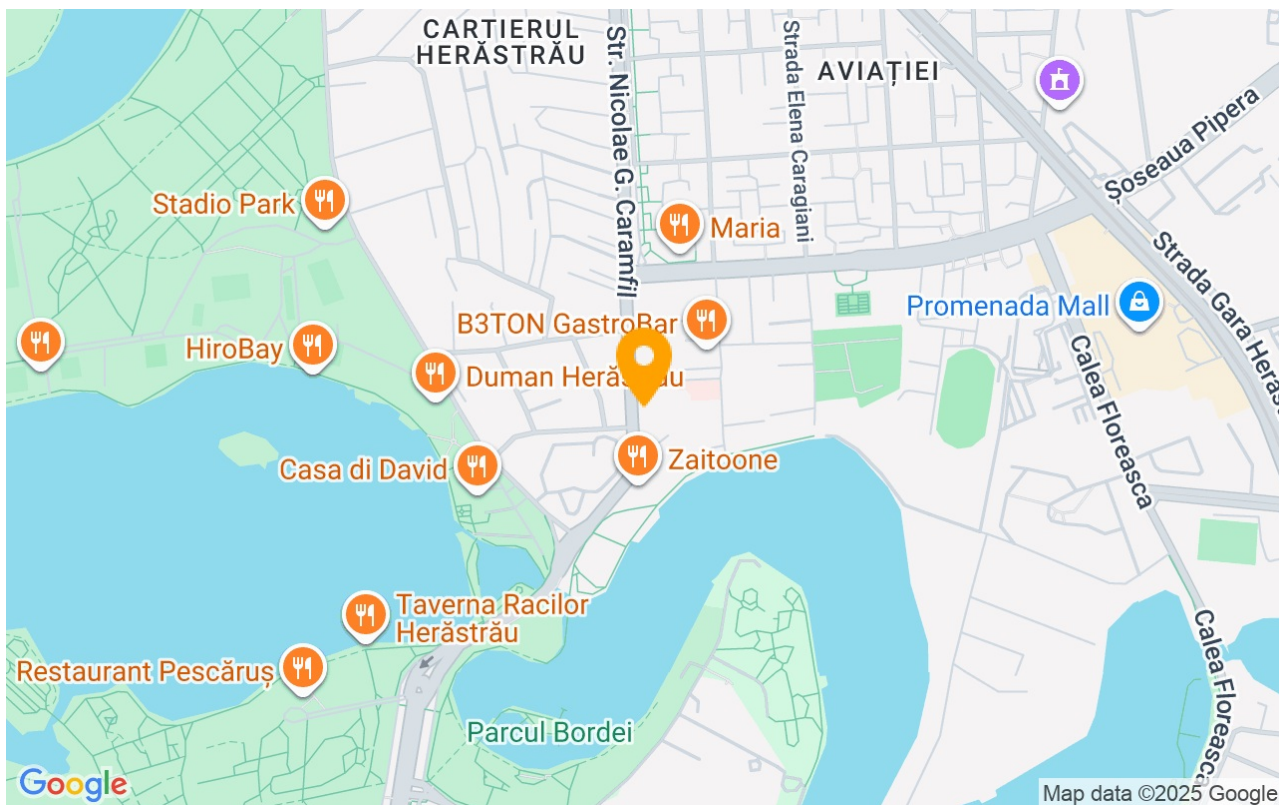 CARTIERUL
HERĂSTRĂU
Str. Nicolae G. Caramfil
Strada Elena Caragiani
AVIAȚIEI
Șoseaua Pipera
Stadio Park
Maria
Strada Gara Herăs
Promenada Mall
B3TON GastroBar
HiroBay
Duman Herăs
u
Calea Floreasca
Casa di David
Zaitoone
Taverna Racilor
Herăstrău
Restaurant Pescăruș
Calea Floreasca
Parcul Bordei
Google
Map data ©2025 Google